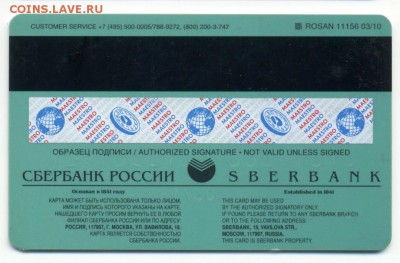 COINS.LAVE.RU
CUSTOMER SERVICE +7 (495) 500-0005/788-9272, (800) 200-3-747
ROSAN 11156 03/10
MAESTRO MAESTRO MAESTRO MAESTRO
ОБРАЗЕЦ ПОДПИСИ / AUTHORIZED SIGNATURE • NOT VALID UNLESS SIGNED
СБЕРБАНК РОССИИ SBERBANK
Основан в 1841 году
Established in 1841
КАРТА МОЖЕТ БЫТЬ ИСПОЛЬЗОВАНА ТОЛЬКО ЛИЦОМ,
ИМЯ И ПОДПИСЬ КОТОРОГО УКАЗАНЫ НА КАРТЕ.
НАШЕДШЕГО КАРТУ ПРОСИМ ВЕРНУТЬ ЕЕ В ЛЮБОЙ
ФИЛИАЛ СБЕРБАНКА РОССИИ ИЛИ ПО АДРЕСУ:
РОССИЯ, 117997, Г. МОСКВА, УЛ. ВАВИЛОВА, 19.
КАРТА ЯВЛЯЕТСЯ СОБСТВЕННОСТЬЮ
СБЕРБАНКА РОССИИ.
THIS CARD MAY BE USED
BY THE AUTHORIZED SIGNATORY ONLY.
IF FOUND PLEASE RETURN TO ANY SBERBANK BRANCH
OR TO THE FOLLOWING ADDRESS:
SBERBANK, 19, VAVILOVA STR.,
MOSCOW, 117997, RUSSIA.
THIS CARD IS SBERBANK PROPERTY.